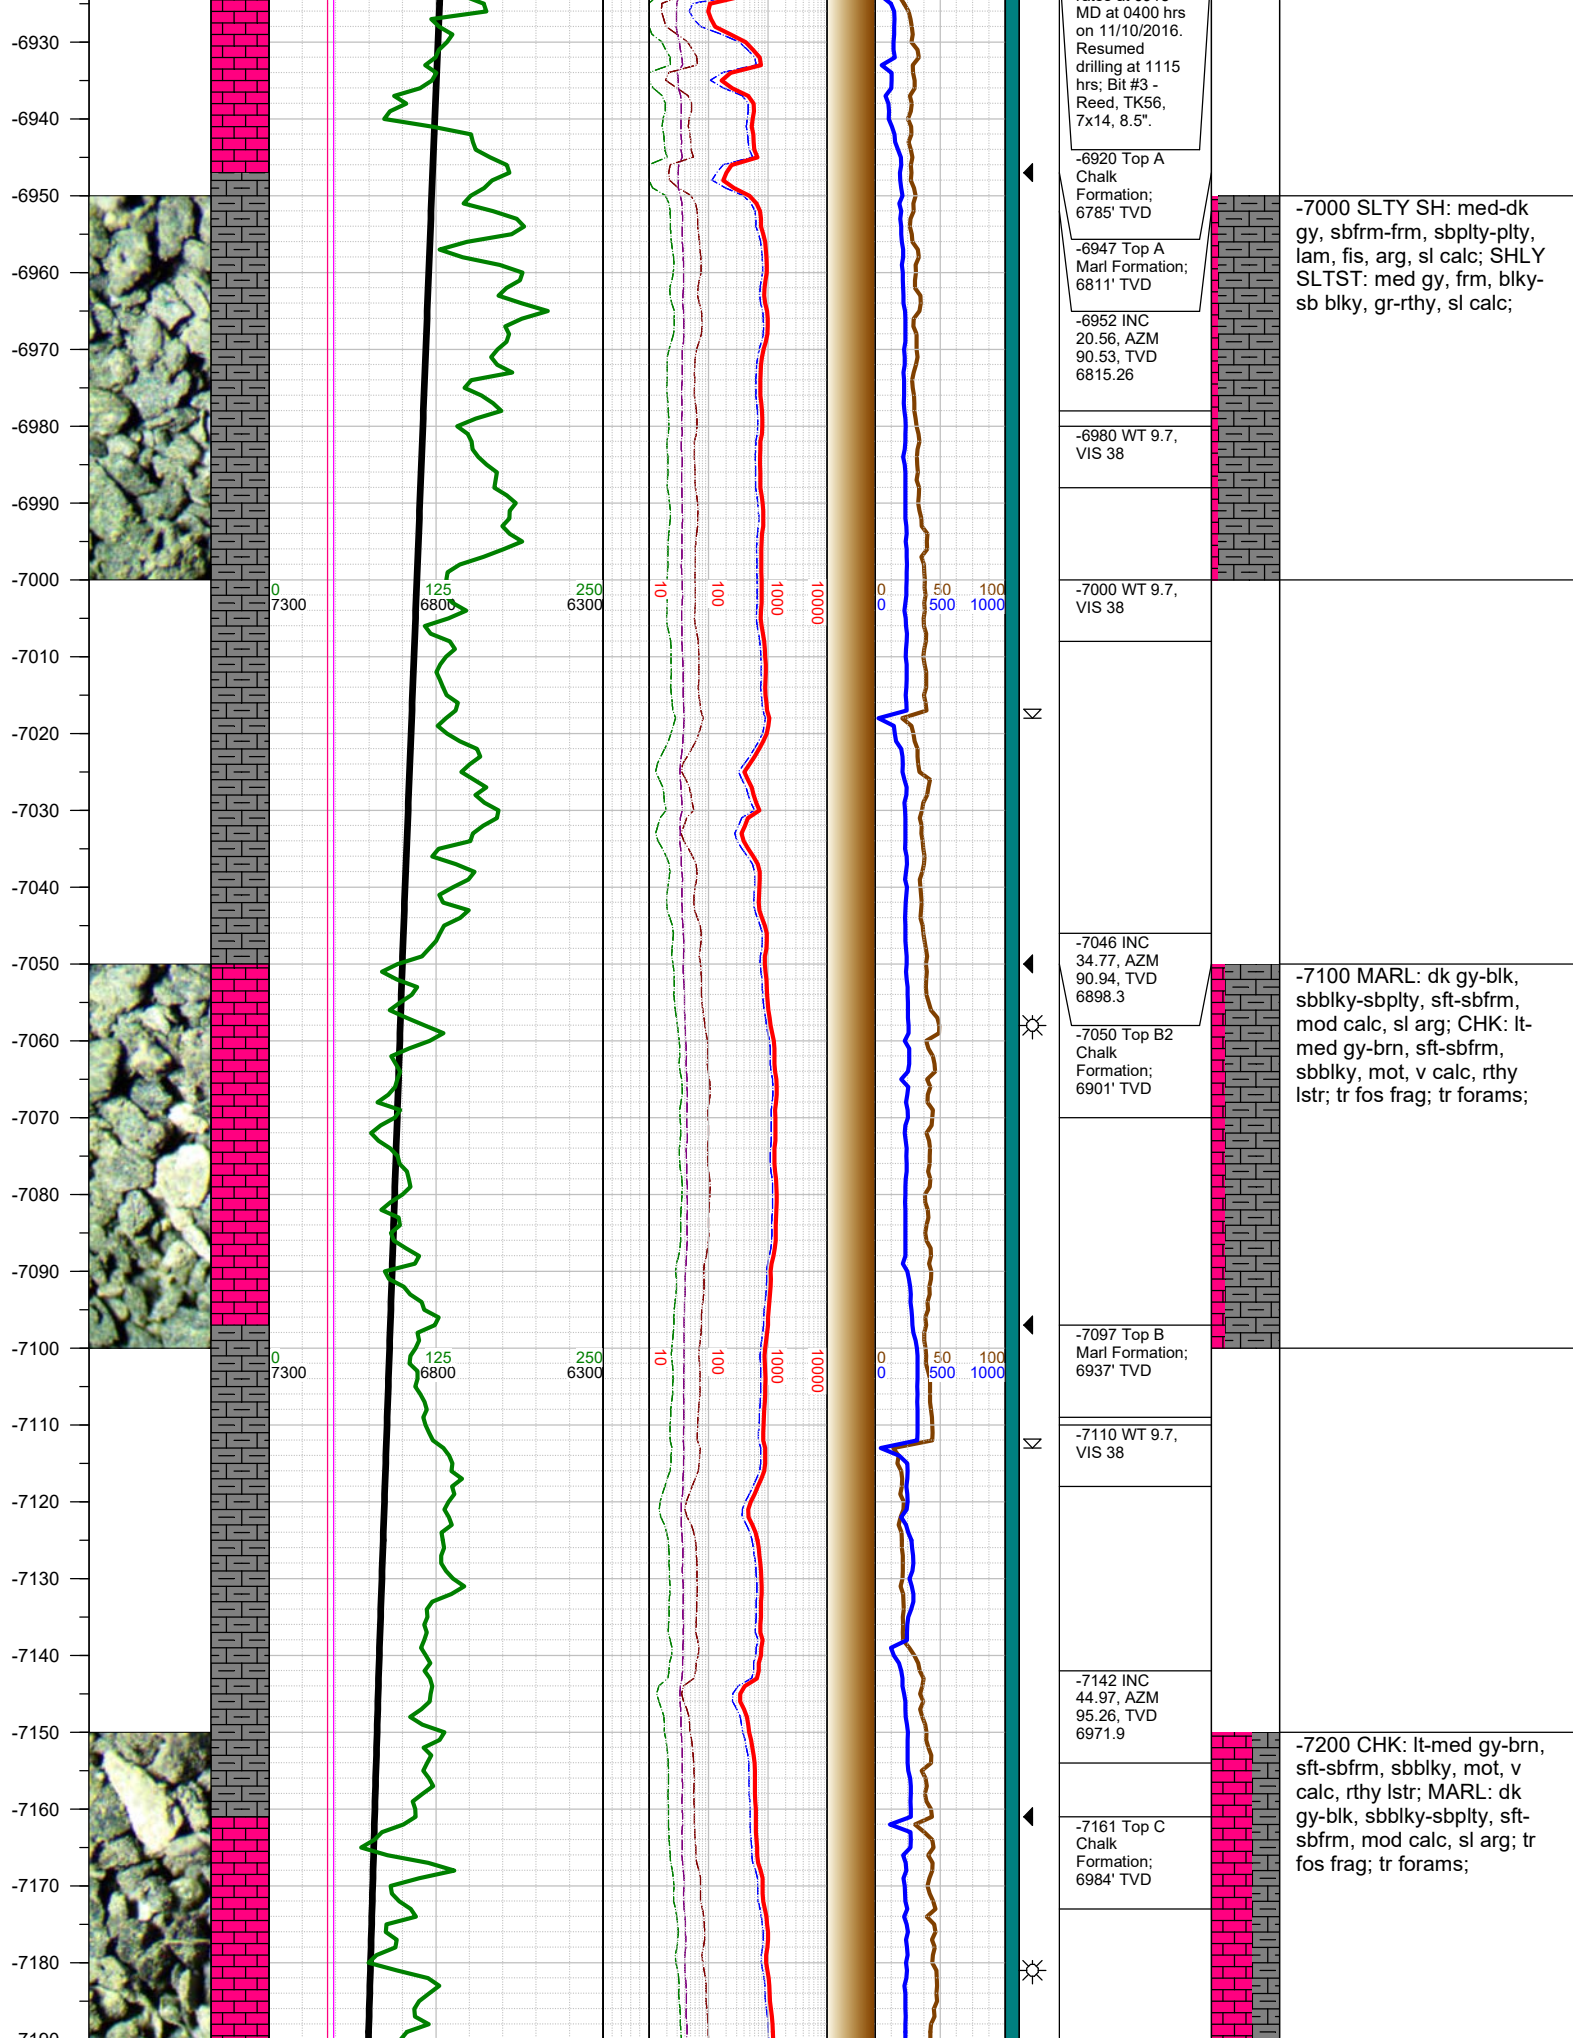 MD at 0400 hrs
on 11/10/2016.
Resumed
drilling at 1115
hrs; Bit #3 -
Reed, TK56,
7x14, 8.5".
-6920 Top A
Chalk
Formation;
6785' TVD
-6947 Top A
Marl Formation;
6811' TVD
-6952 INC
20.56, AZM
90.53, TVD
6815.26
-6980 WT 9.7,
VIS 38
-7000 WT 9.7,
VIS 38
-7046 INC
34.77, AZM
90.94, TVD
6898.3
-7050 Top B2
Chalk
Formation;
6901' TVD
-7097 Top B
Marl Formation;
6937' TVD
-7110 WT 9.7,
VIS 38
-7142 INC
44.97, AZM
95.26, TVD
6971.9
-7161 Top C
Chalk
Formation;
6984' TVD
-7000 SLTY SH: med-dk
gy, sbfrm-frm, sbplty-plty,
lam, fis, arg, sl calc; SHLY
SLTST: med gy, frm, blky-
sb blky, gr-rthy, sl calc;
-7100 MARL: dk gy-blk,
sbblky-sbplty, sft-sbfrm,
mod calc, sl arg; CHK: lt-
med gy-brn, sft-sbfrm,
sbblky, mot, v calc, rthy
lstr; tr fos frag; tr forams;
-7200 CHK: lt-med gy-brn,
sft-sbfrm, sbblky, mot, v
calc, rthy lstr; MARL: dk
gy-blk, sbblky-sbplty, sft-
sbfrm, mod calc, sl arg; tr
fos frag; tr forams;
-6930
-6940
-6950
-6960
-6970
-6980
-6990
-7000
-7010
-7020
-7030
-7040
-7050
-7060
-7070
-7080
-7090
-7100
-7110
-7120
-7130
-7140
-7150
-7160
-7170
-7180
0 125 250 10 100 1000 10000 0 50 100
7300 6800 6300 0 500 1000
0 125 250 10 100 1000 10000 0 50 100
7300 6800 6300 0 500 1000